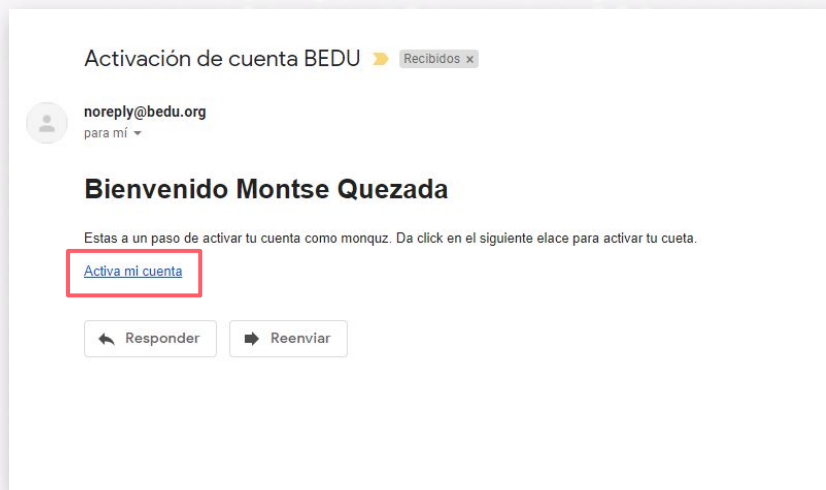 Activación de cuenta BEDU Recibidos x
noreply@bedu.org
para mí
Bienvenido Montse Quezada
Estas a un paso de activar tu cuenta como monquz. Da click en el siguiente elace para activar tu cueta.
Activa mi cuenta
Responder Reenviar